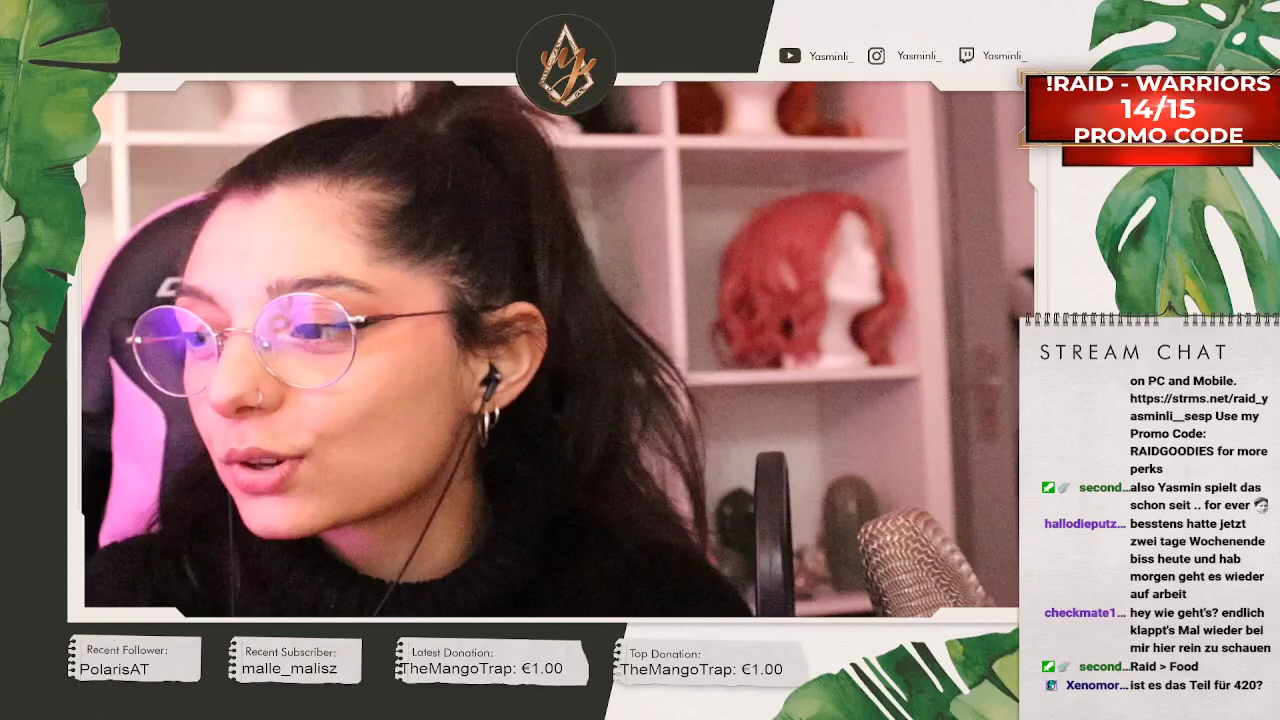 Yasminli_ Yasminli_ Yasminli_
!RAID - WARRIORS
14/15
PROMO CODE
STREAM CHAT
on PC and Mobile.
https://strms.net/raid_y
asminli__sesp Use my
Promo Code:
RAIDGOODIES for more
perks
second... also Yasmin spielt das
schon seit .. for ever
hallodieputz... besstens hatte jetzt
zwei tage Wochenende
biss heute und hab
morgen geht es wieder
auf arbeit
checkmate1... hey wie geht's? endlich
klappt's Mal wieder bei
mir hier rein zu schauen
second... Raid > Food
Xenomor... ist es das Teil für 420?
Recent Follower:
PolarisAT
Recent Subscriber:
malle_malisz
Latest Donation:
TheMangoTrap: €1.00
Top Donation:
TheMangoTrap: €1.00